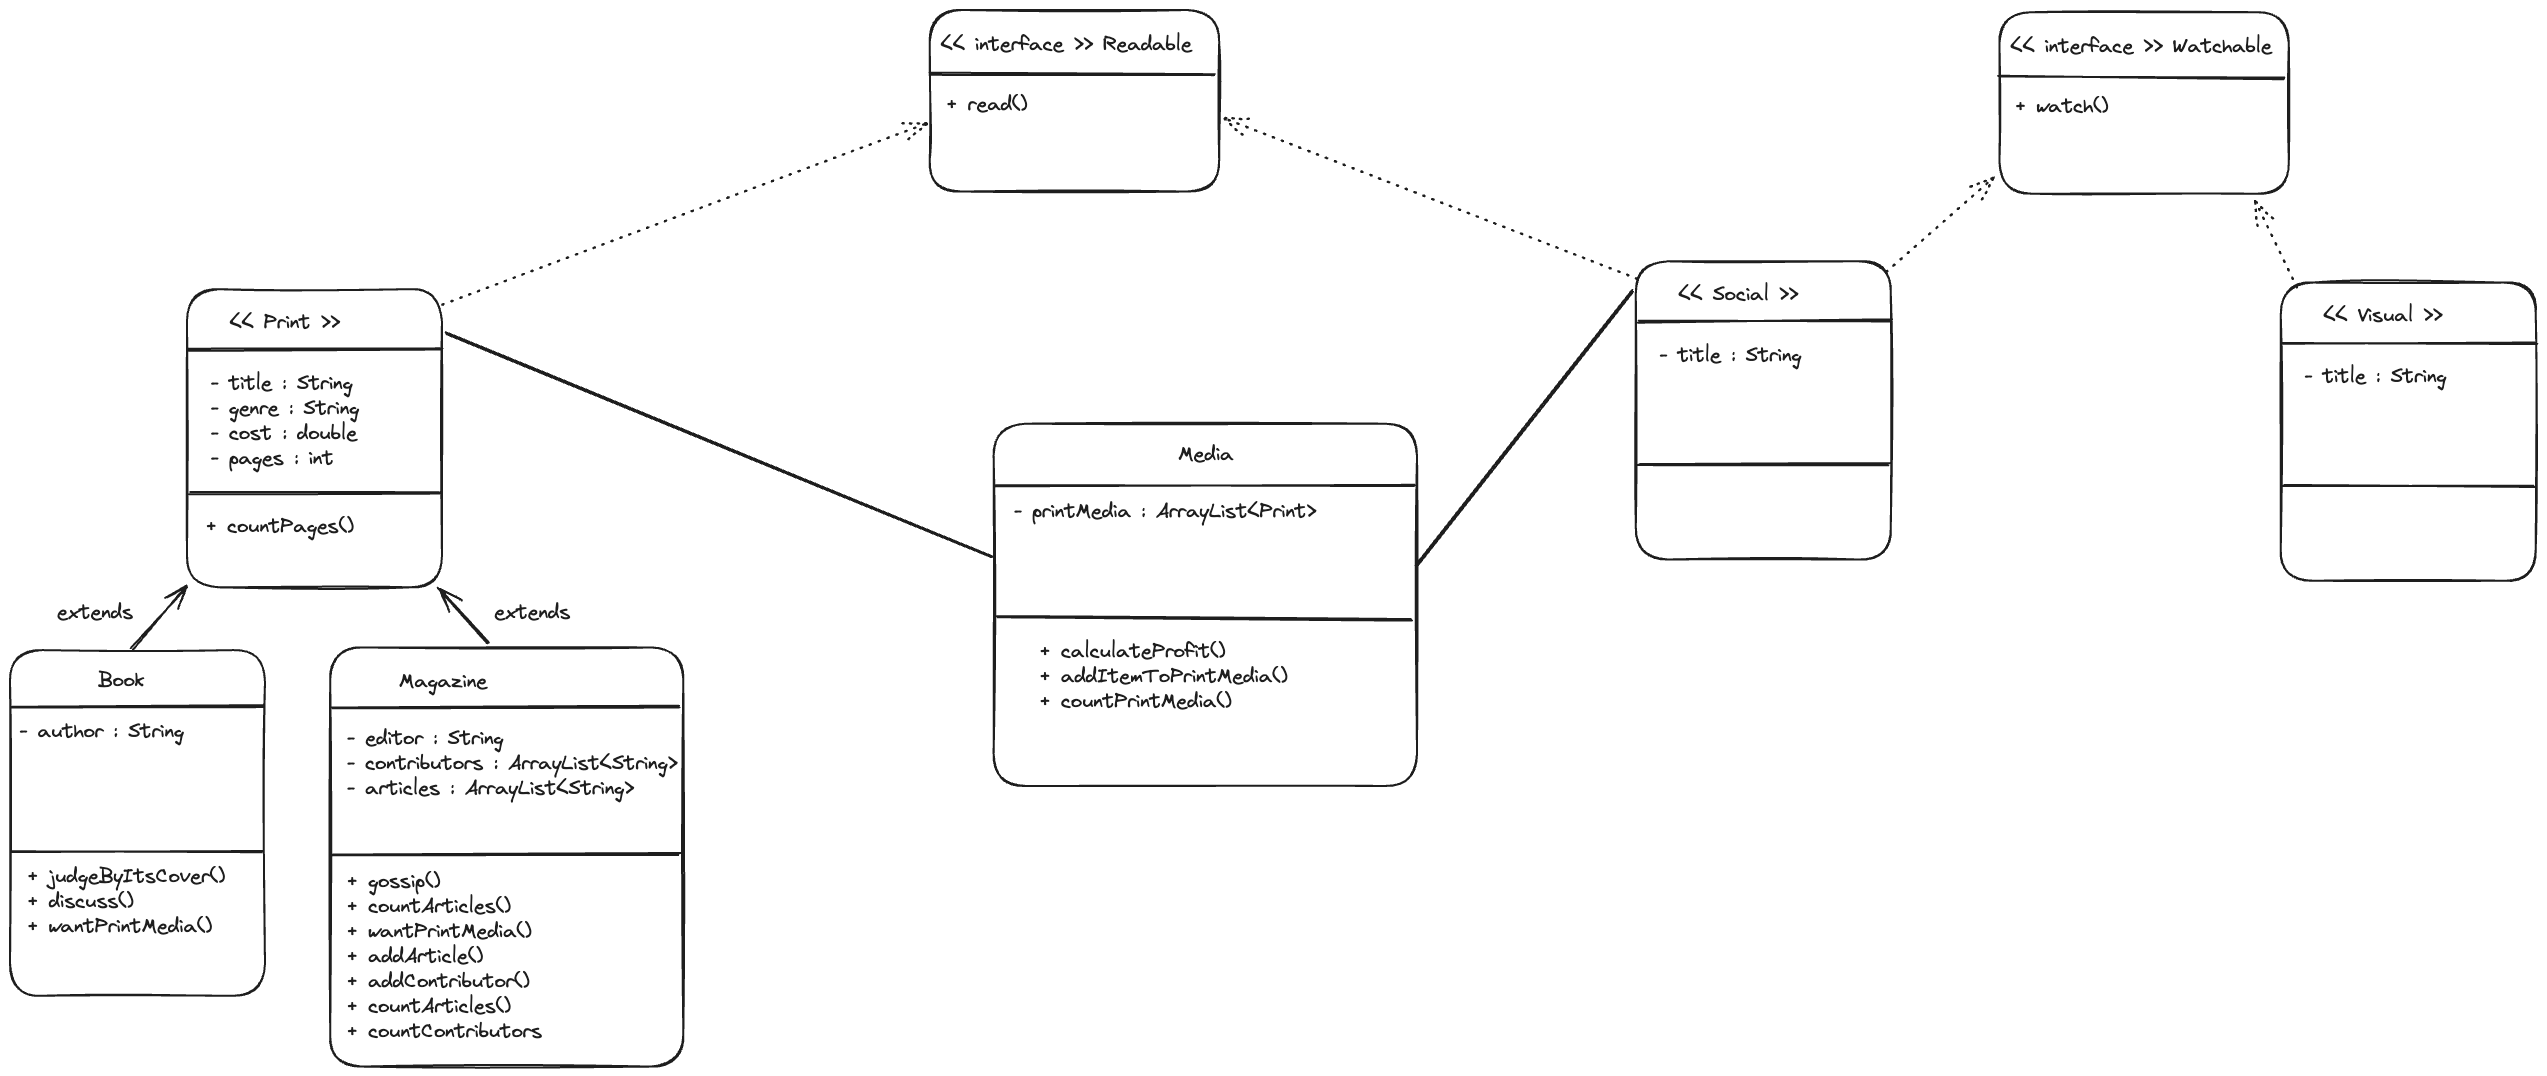 << interface >> Readable
+ read()
<< interface >> Watchable
+ watch()
<< Print >>
- title : String
- genre : String
- cost : double
- pages : int
+ countPages()
<< Social >>
- title : String
<< Visual >>
- title : String
Media
- printMedia : ArrayList<Print>
+ calculateProfit()
+ addItemToPrintMedia()
+ countPrintMedia()
extends
extends
Book
- author : String
+ judgeByItsCover()
+ discuss()
+ wantPrintMedia()
Magazine
- editor : String
- contributors : ArrayList<String>
- articles : ArrayList<String>
+ gossip()
+ countArticles()
+ wantPrintMedia()
+ addArticle()
+ addContributor()
+ countArticles()
+ countContributors